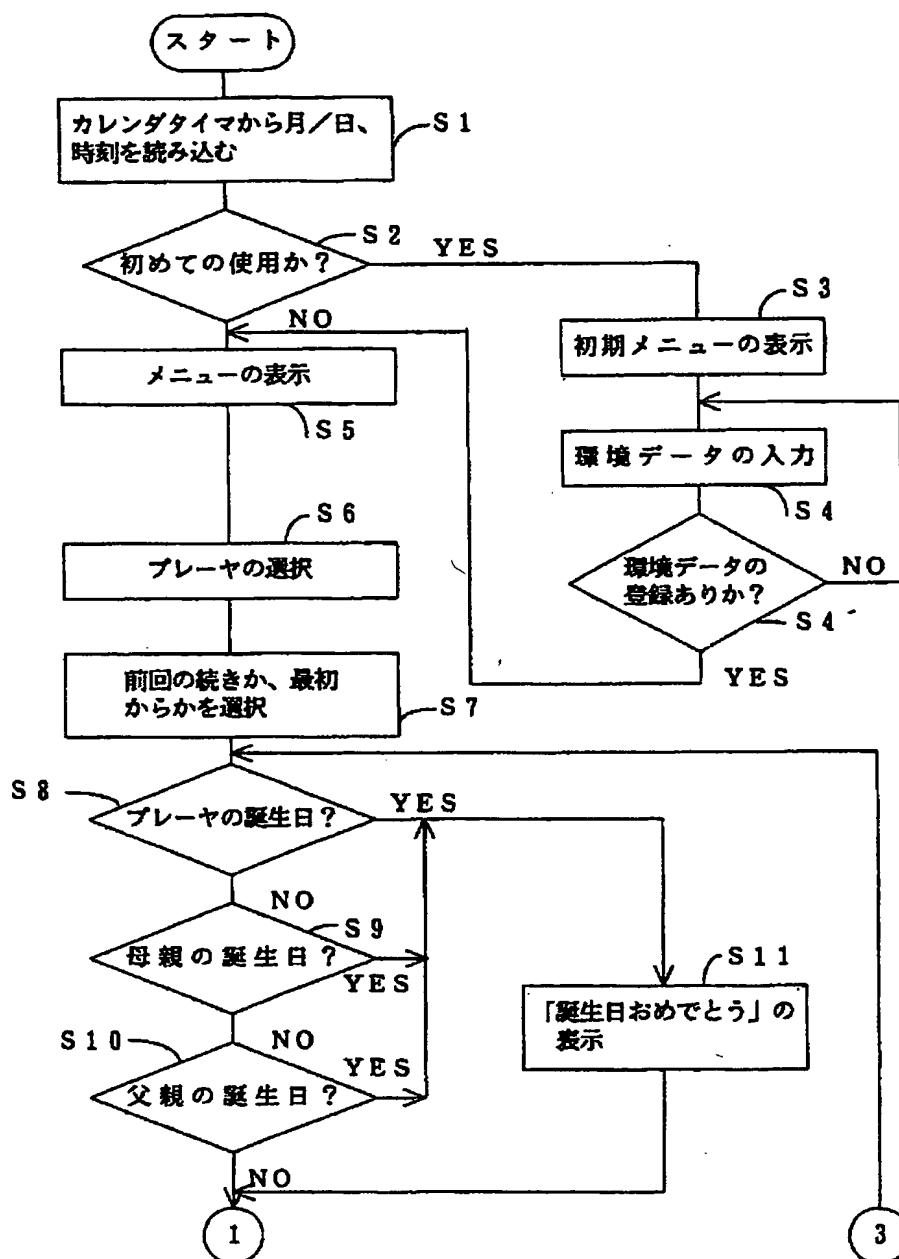 スタート
カレンダタイマから月／日、
時刻を読み込む
S1
初めての使用か？
S2
YES
NO
S3
初期メニューの表示
メニューの表示
S5
環境データの入力
S4
S6
プレーヤの選択
環境データの
登録ありか？
NO
S4
YES
前回の続きか、最初
からかを選択
S7
S8
プレーヤの誕生日？
YES
NO
S9
母親の誕生日？
YES
S11
「誕生日おめでとう」の
表示
S10
NO
父親の誕生日？
YES
NO
1
3